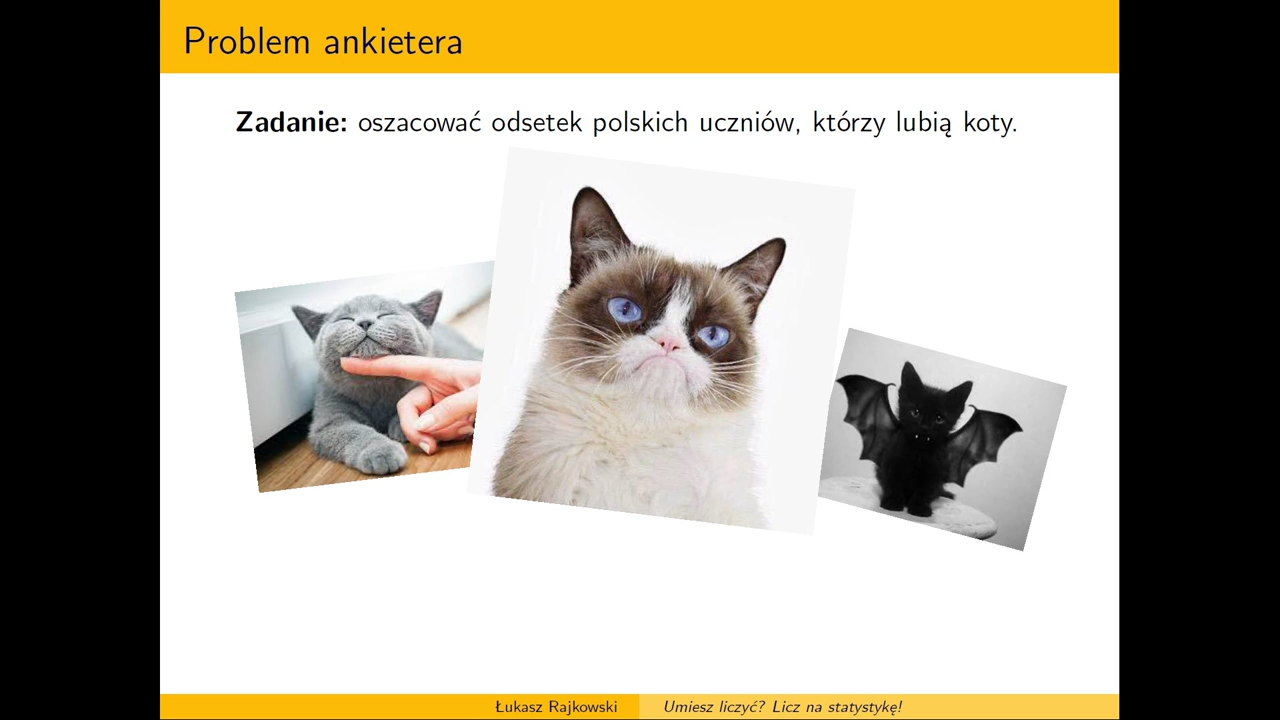 Problem ankietera
Zadanie: oszacować odsetek polskich uczniów, którzy lubią koty.
Łukasz Rajkowski
Umiesz liczyć? Licz na statystykę!